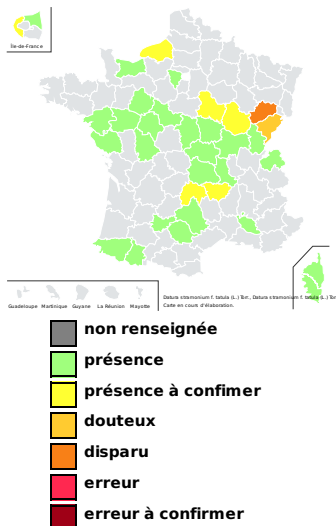 Île-de-France
Guadeloupe Martinique Guyane La Réunion Mayotte
Datura stramonium f. tatula (L.) Torr., Datura stramonium f. tatula (L.) Tor
Carte en cours d'élaboration.
non renseignée
présence
présence à confimer
douteux
disparu
erreur
erreur à confirmer